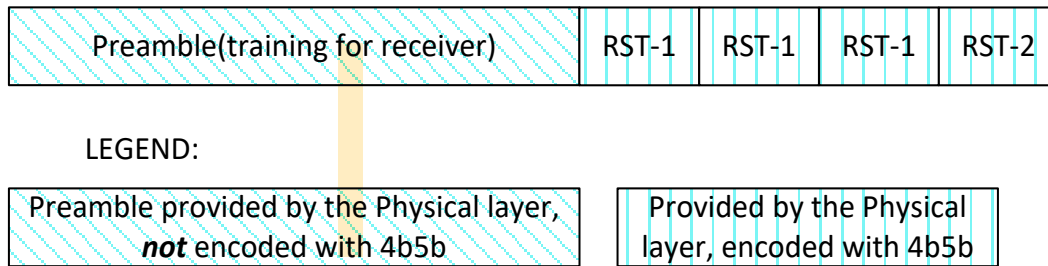 Preamble(training for receiver) RST-1 RST-1 RST-1 RST-2
LEGEND:
Preamble provided by the Physical layer,
not encoded with 4b5b
Provided by the Physical
layer, encoded with 4b5b